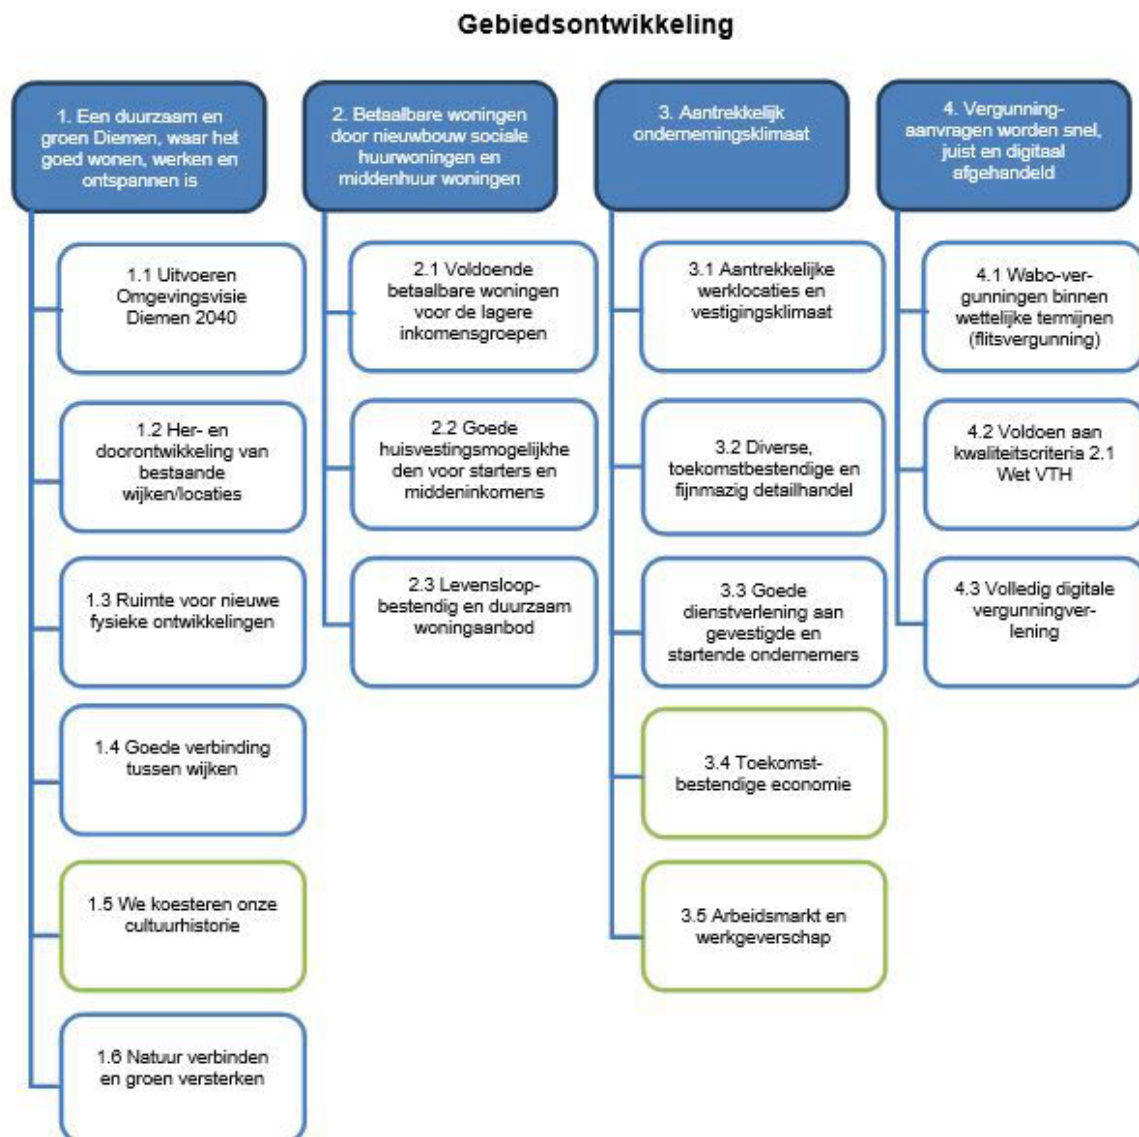 Gebiedsontwikkeling
1. Een duurzaam en
groen Diemen, waar het
goed wonen, werken en
ontspannen is
1.1 Uitvoeren
Omgevingsvisie
Diemen 2040
1.2 Her- en
doorontwikkeling van
bestaande
wijken/locaties
1.3 Ruimte voor nieuwe
fysieke ontwikkelingen
1.4 Goede verbinding
tussen wijken
1.5 We koesteren onze
cultuurhistorie
1.6 Natuur verbinden
en groen versterken
2. Betaalbare woningen
door nieuwbouw sociale
huurwoningen en
middenhuur woningen
2.1 Voldoende
betaalbare woningen
voor de lagere
inkomensgroepen
2.2 Goede
huisvestingsmogelijkhe
den voor starters en
middeninkomens
2.3 Levensloop-
bestendig en duurzaam
woningaanbod
3. Aantrekkelijk
ondernemingsklimaat
3.1 Aantrekkelijke
werklocaties en
vestigingsklimaat
3.2 Diverse,
toekomstbestendige en
fijnmazig detailhandel
3.3 Goede
dienstverlening aan
gevestigde en
startende ondernemers
3.4 Toekomst-
bestendige economie
3.5 Arbeidsmarkt en
werkgeverschap
4. Vergunning-
aanvragen worden snel,
juist en digitaal
afgehandeld
4.1 Wabo-ver-
gunningen binnen
wettelijke termijnen
(flitsvergunning)
4.2 Voldoen aan
kwaliteitscriteria 2.1
Wet VTH
4.3 Volledig digitale
vergunningver-
lening